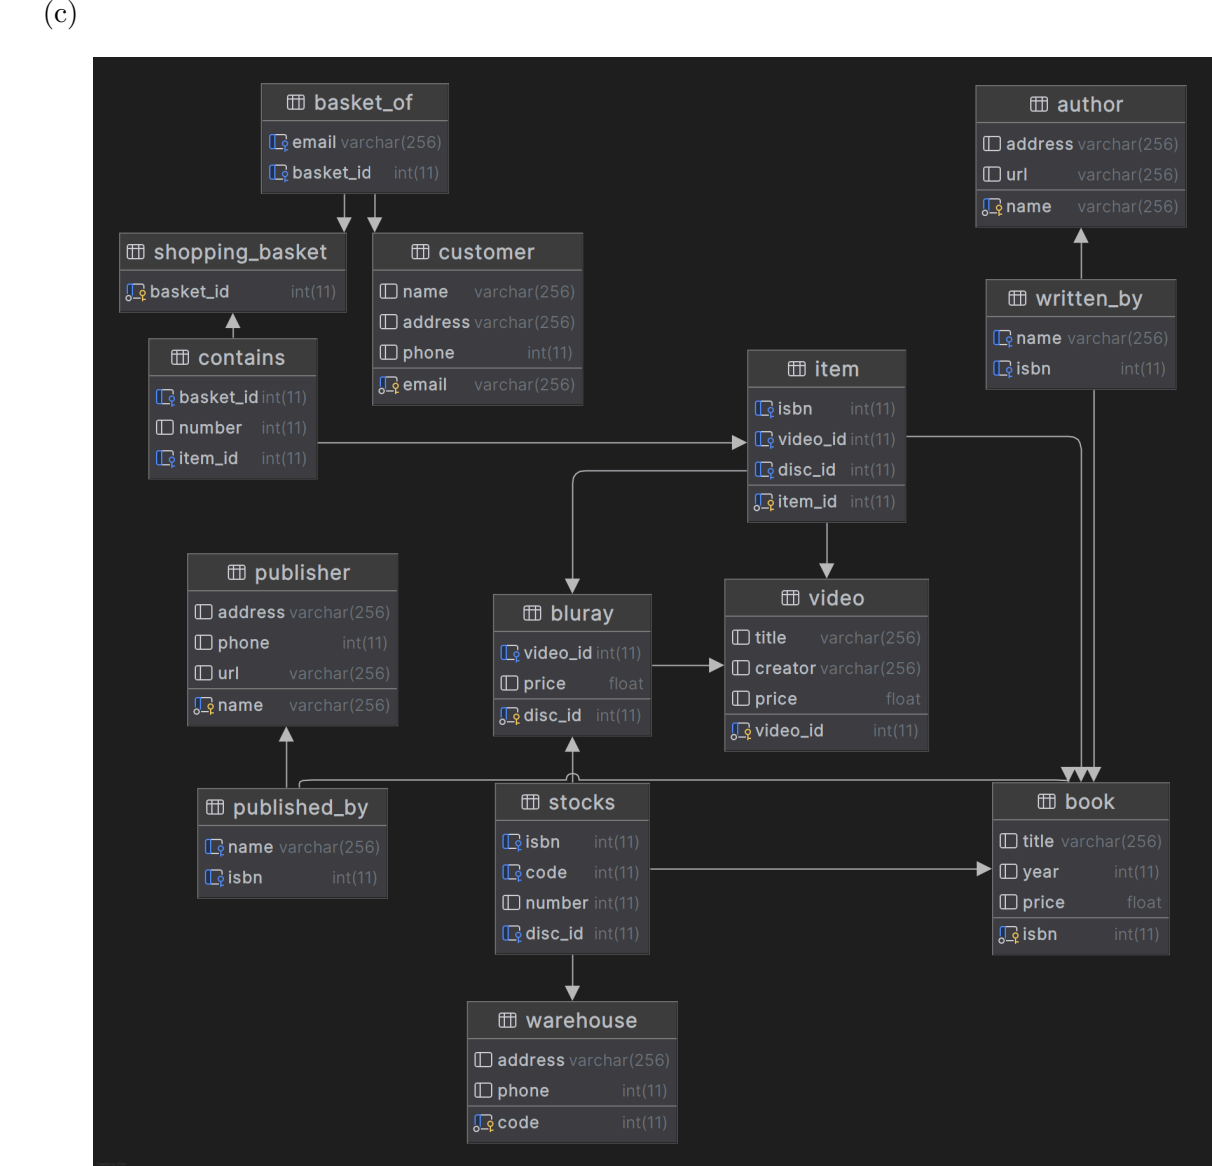 (c)
basket_of
email varchar(256)
basket_id int(11)
author
address varchar(256)
url varchar(256)
name varchar(256)
shopping_basket
basket_id int(11)
customer
name varchar(256)
address varchar(256)
phone int(11)
email varchar(256)
written_by
name varchar(256)
isbn int(11)
contains
basket_id int(11)
number int(11)
item_id int(11)
item
isbn int(11)
video_id int(11)
disc_id int(11)
item_id int(11)
publisher
address varchar(256)
phone int(11)
url varchar(256)
name varchar(256)
bluray
video_id int(11)
price float
disc_id int(11)
video
title varchar(256)
creator varchar(256)
price float
video_id int(11)
published_by
name varchar(256)
isbn int(11)
stocks
isbn int(11)
code int(11)
number int(11)
disc_id int(11)
book
title varchar(256)
year int(11)
price float
isbn int(11)
warehouse
address varchar(256)
phone int(11)
code int(11)